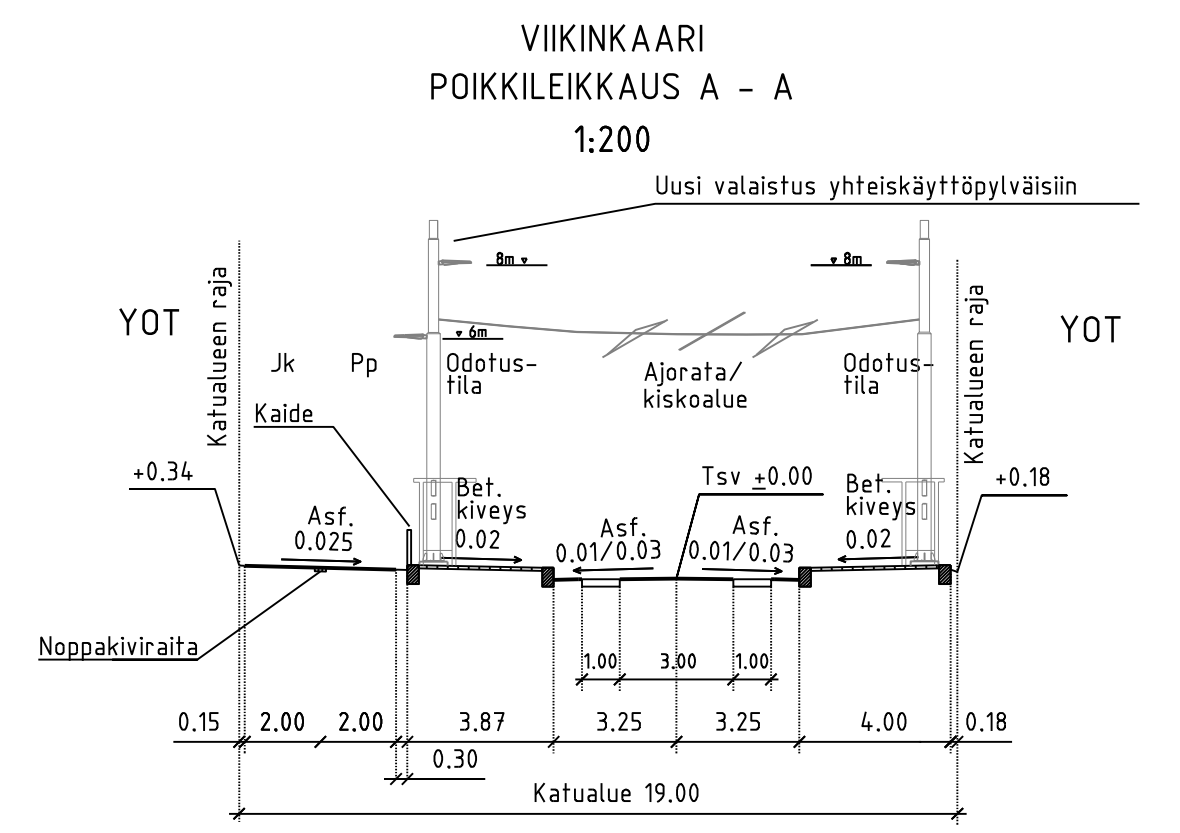 VIIKINKAARI
POIKKILEIKKAUS A - A
1:200
Uusi valaistus yhteiskäyttöpylväisiin
8m
8m
YOT
Katualueen raja
6m
Katualueen raja
YOT
Jk
Pp
Odotus-
tila
Ajorata/
kiskoalue
Odotus-
tila
Kaide
+0.34
Bet.
kiveys
0.02
Tsv ±0.00
Bet.
kiveys
0.02
+0.18
Asf.
0.025
Asf.
0.01/0.03
Asf.
0.01/0.03
Noppakiviraita
1.00
3.00
1.00
0.15
2.00
2.00
3.87
3.25
3.25
4.00
0.18
0.30
Katualue 19.00